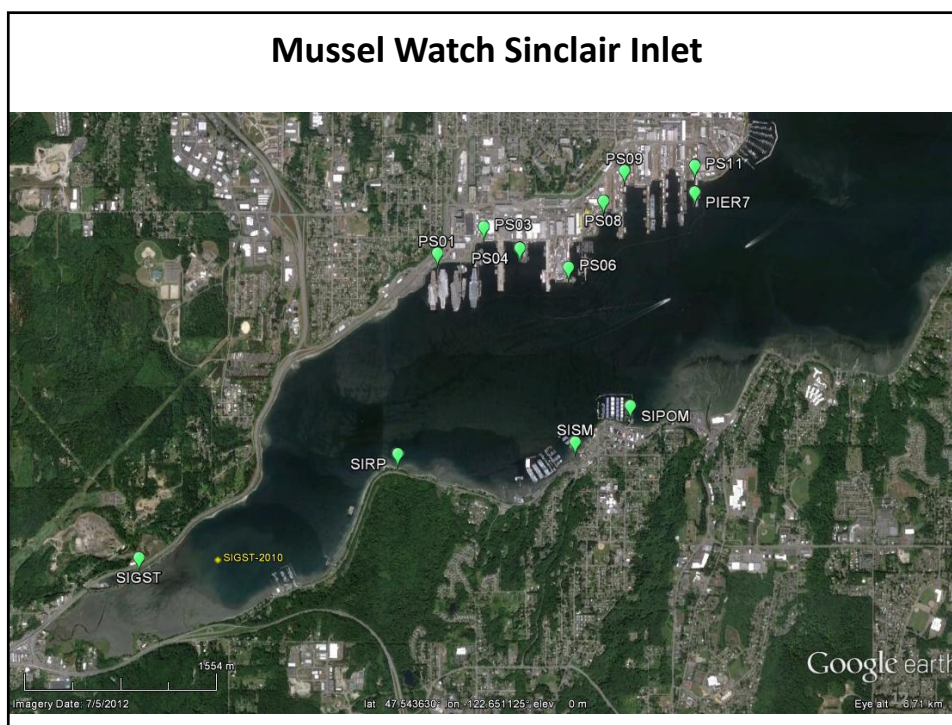 Mussel Watch Sinclair Inlet
PS09
PS11
PIER7
PS08
PS03
PS01
PS04
PS06
SIPOM
SISM
SIRP
SIGST-2010
SIGST
1554 m
Google earth
Imagery Date: 7/5/2012
lat 47.543630° lon -122.651125° elev 0 m
Eye alt 6.71 km